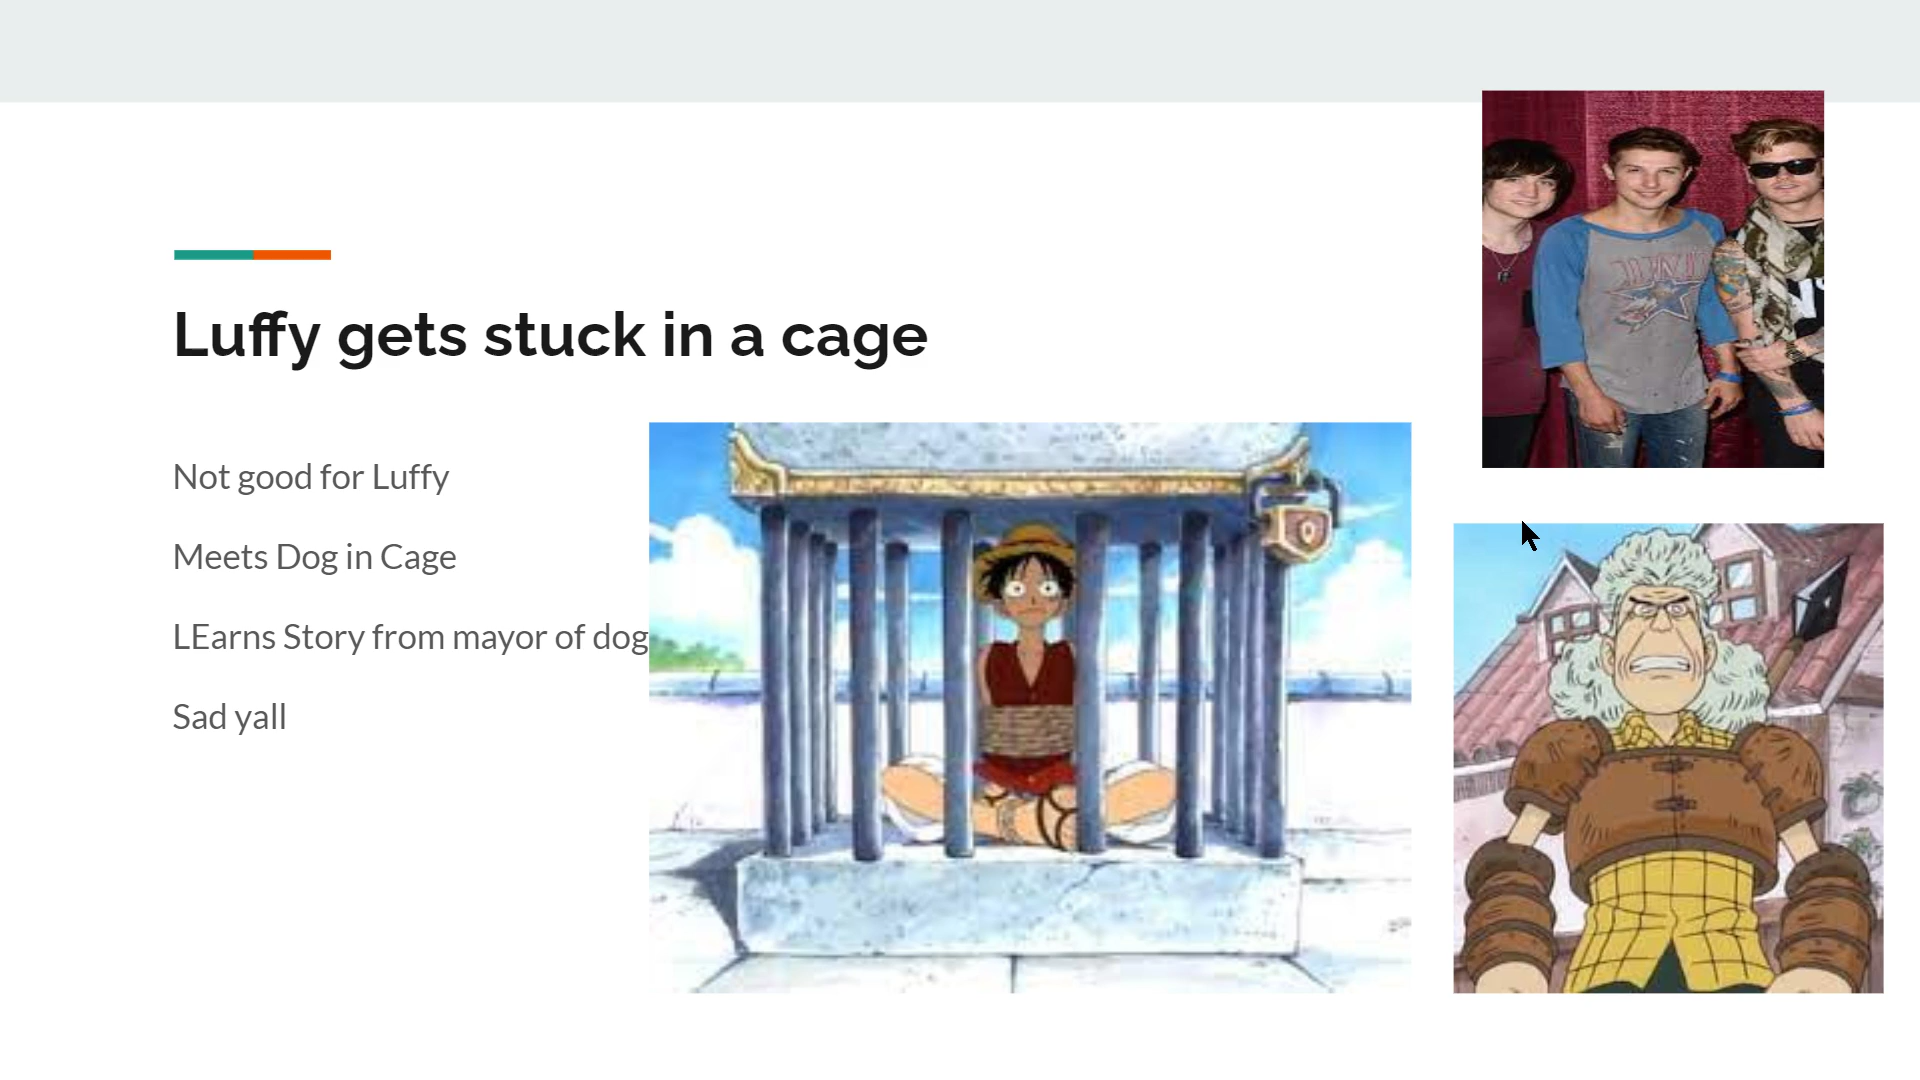 Luffy gets stuck in a cage
Not good for Luffy
Meets Dog in Cage
LEarns Story from mayor of dog
Sad yall